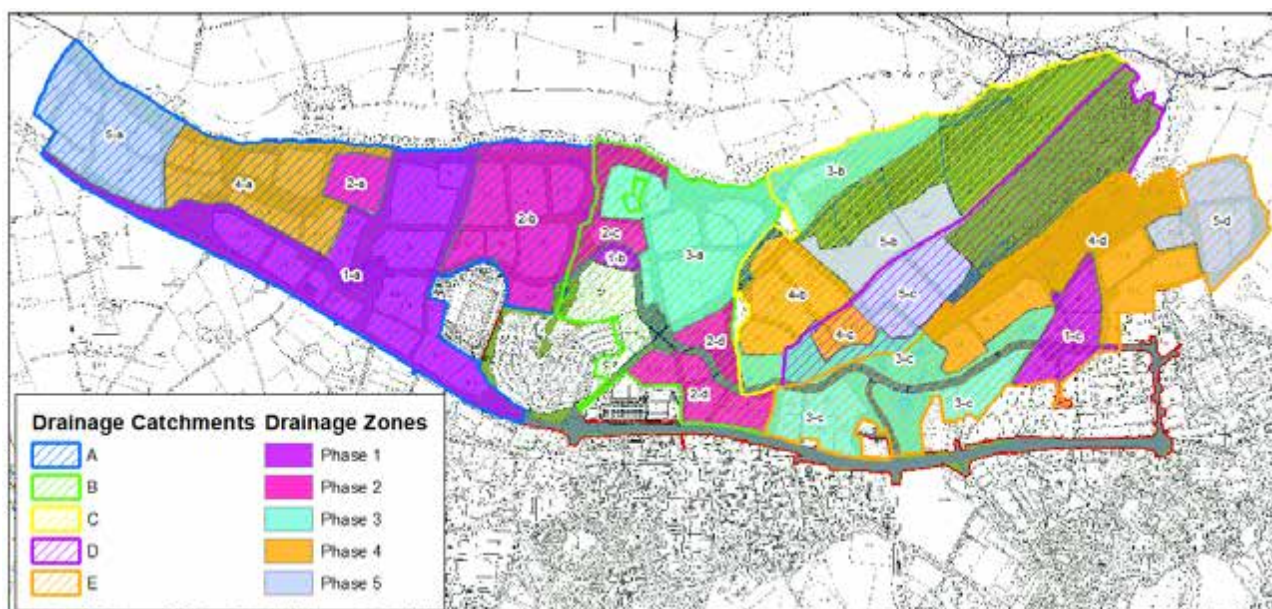 5-a
4-a
2-a
2-b
2-c
1-b
1-a
3-a
3-b
5-b
4-b
5-c
4-d
5-d
2-d
3-c
1-c
2-d
3-c
3-c
Drainage Catchments Drainage Zones
A Phase 1
B Phase 2
C Phase 3
D Phase 4
E Phase 5